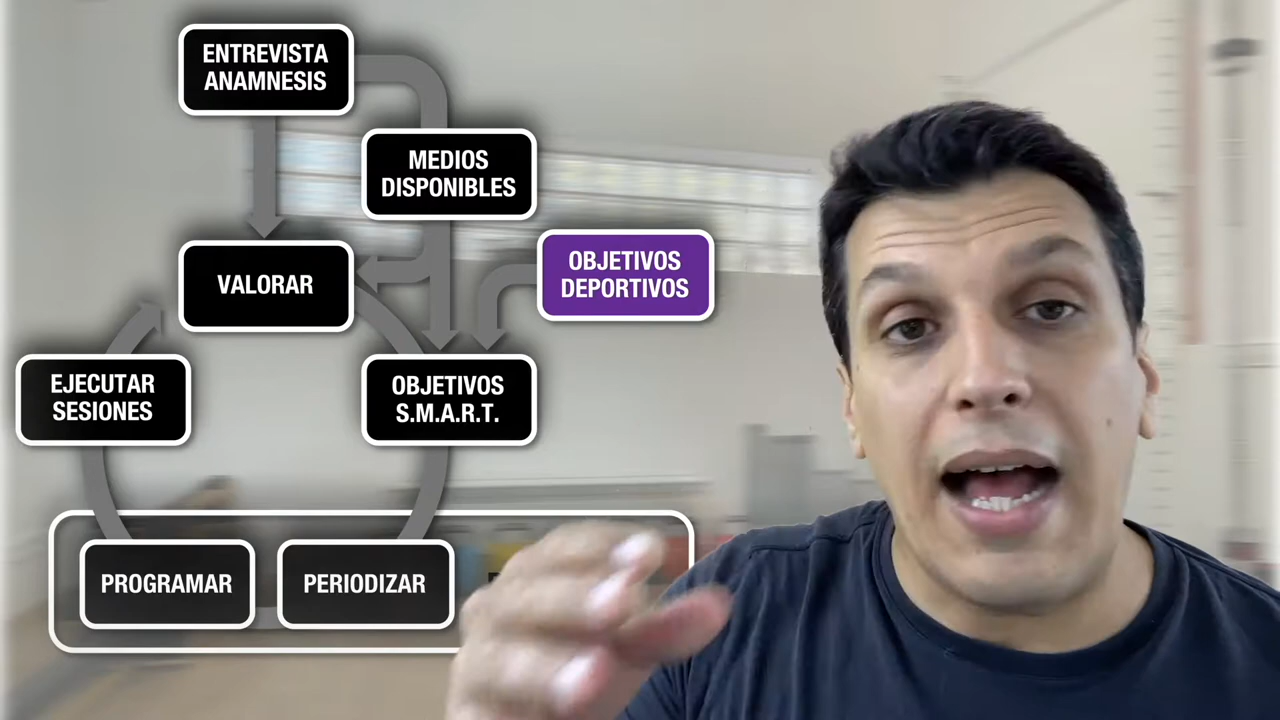 ENTREVISTA
ANAMNESIS
MEDIOS
DISPONIBLES
OBJETIVOS
DEPORTIVOS
VALORAR
EJECUTAR
SESIONES
OBJETIVOS
S.M.A.R.T.
PROGRAMAR
PERIODIZAR